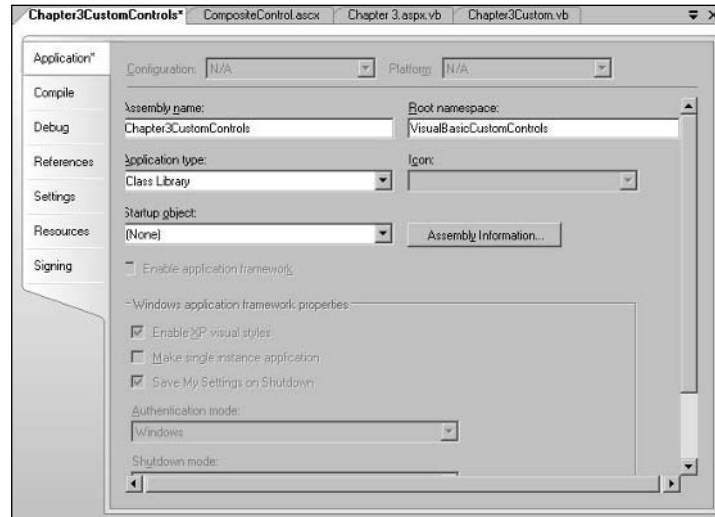 Chapter3CustomControls* CompositeControl.ascx Chapter 3.aspx.vb Chapter3Custom.vb
Application*
Compile
Debug
References
Settings
Resources
Signing
Configuration: N/A Platform: N/A
Assembly name: Root namespace:
Chapter3CustomControls VisualBasicCustomControls
Application type: Icon:
Class Library
Startup object:
(None) Assembly Information...
Enable application framework
Windows application framework properties
Enable XP visual styles
Make single instance application
Save My Settings on Shutdown
Authentication mode:
Windows
Shutdown mode: